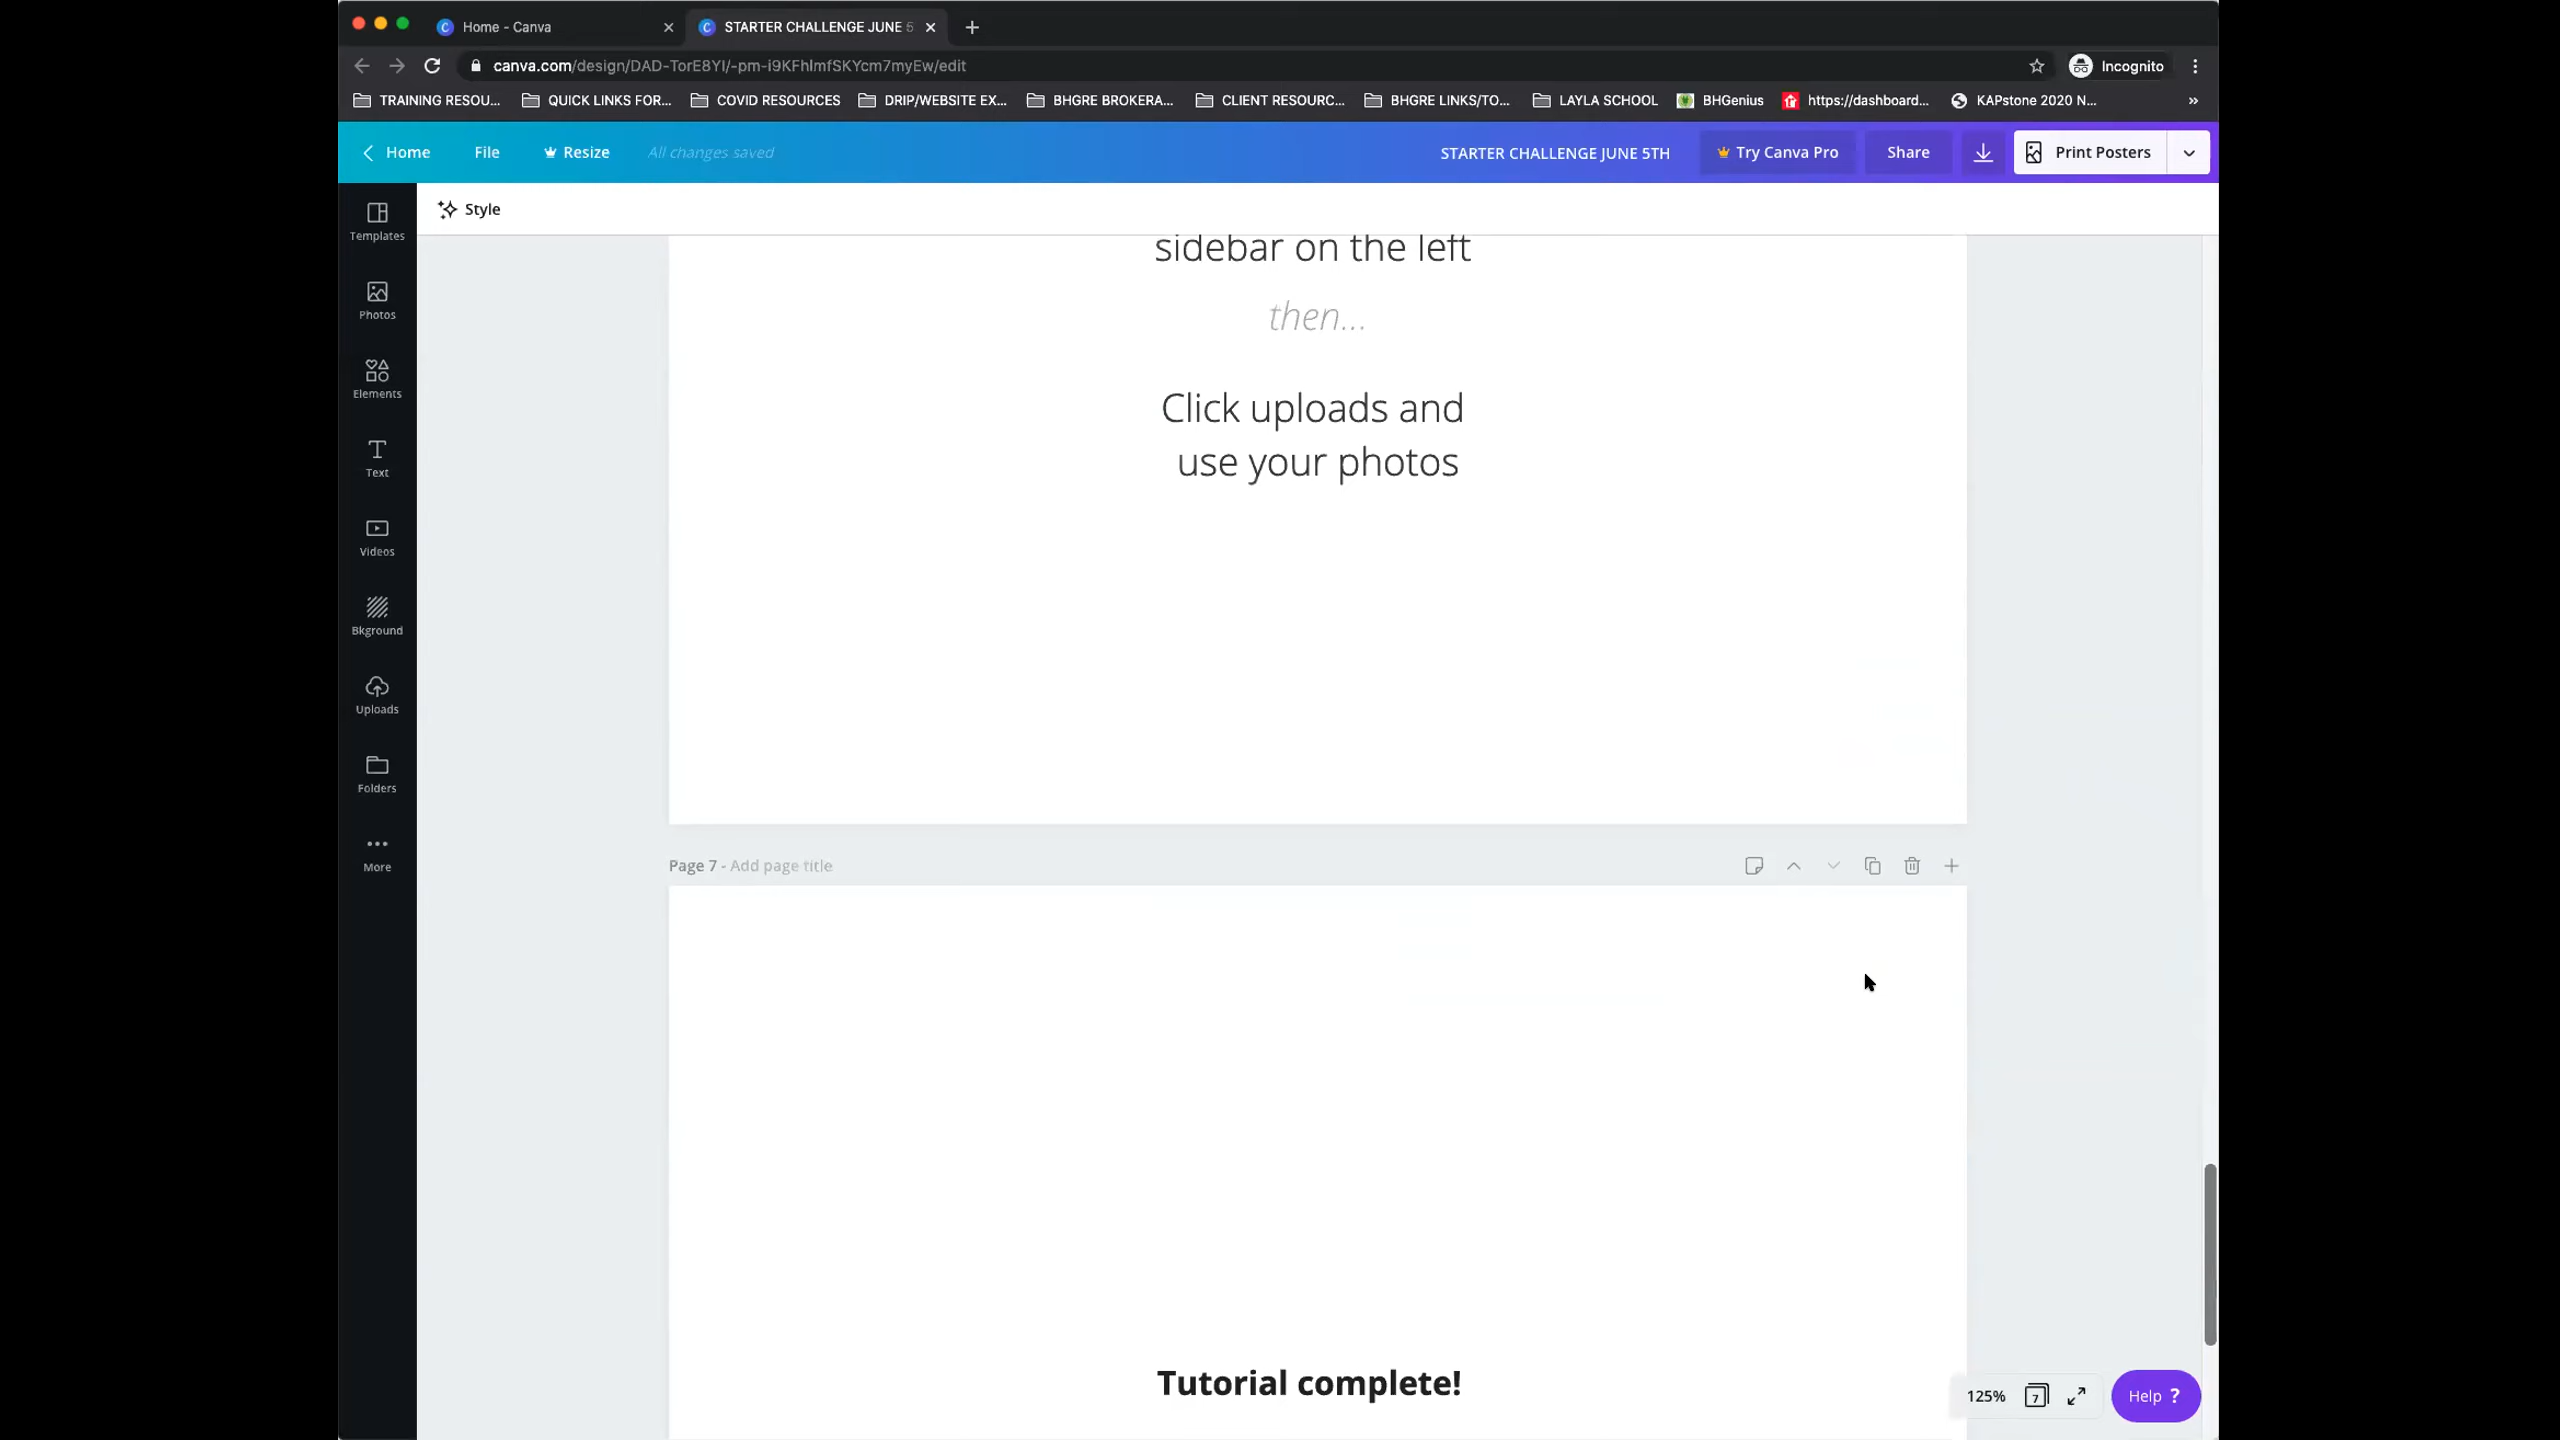 Home - Canva
STARTER CHALLENGE JUNE 5
canva.com/design/DAD-TorE8YI/-pm-i9KFhlmfSKYcm7myEw/edit
Incognito
TRAINING RESOU...
QUICK LINKS FOR...
COVID RESOURCES
DRIP/WEBSITE EX...
BHGRE BROKERA...
CLIENT RESOURC...
BHGRE LINKS/TO...
LAYLA SCHOOL
BHGenius
https://dashboard...
KAPstone 2020 N...
»
Home
File
Resize
All changes saved
STARTER CHALLENGE JUNE 5TH
Try Canva Pro
Share
Print Posters
Style
Templates
Photos
Elements
Text
Videos
Bkground
Uploads
Folders
More
sidebar on the left
then...
Click uploads and
use your photos
Page 7 - Add page title
Tutorial complete!
125%
7
Help ?